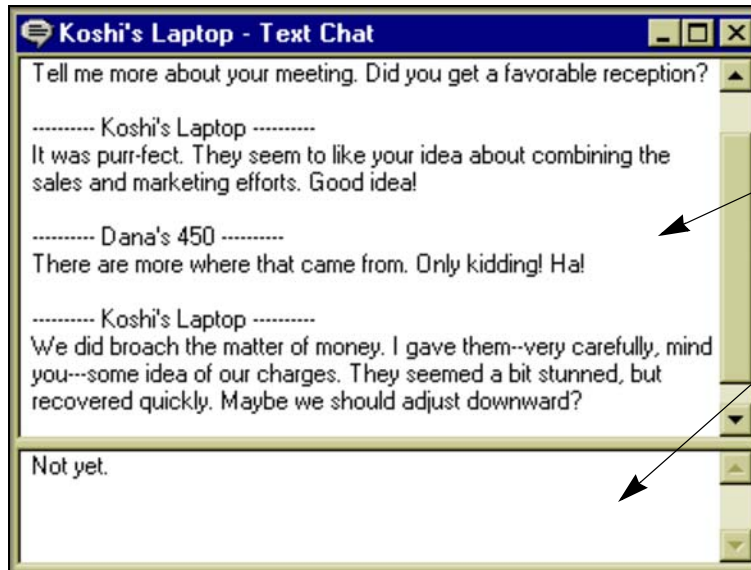 Koshi's Laptop - Text Chat
Tell me more about your meeting. Did you get a favorable reception?
---------- Koshi's Laptop ----------
It was purr-fect. They seem to like your idea about combining the
sales and marketing efforts. Good idea!
---------- Dana's 450 ----------
There are more where that came from. Only kidding! Ha!
---------- Koshi's Laptop ----------
We did broach the matter of money. I gave them--very carefully, mind
you---some idea of our charges. They seemed a bit stunned, but
recovered quickly. Maybe we should adjust downward?
Not yet.